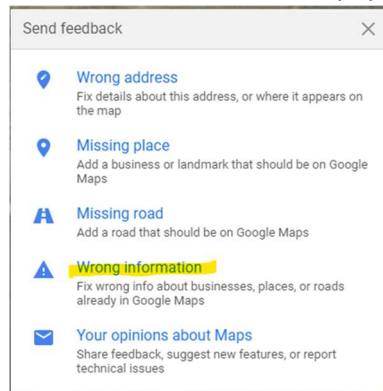 Send feedback
Wrong address
Fix details about this address, or where it appears on
the map
Missing place
Add a business or landmark that should be on Google
Maps
Missing road
Add a road that should be on Google Maps
Wrong information
Fix wrong info about businesses, places, or roads
already in Google Maps
Your opinions about Maps
Share feedback, suggest new features, or report
technical issues